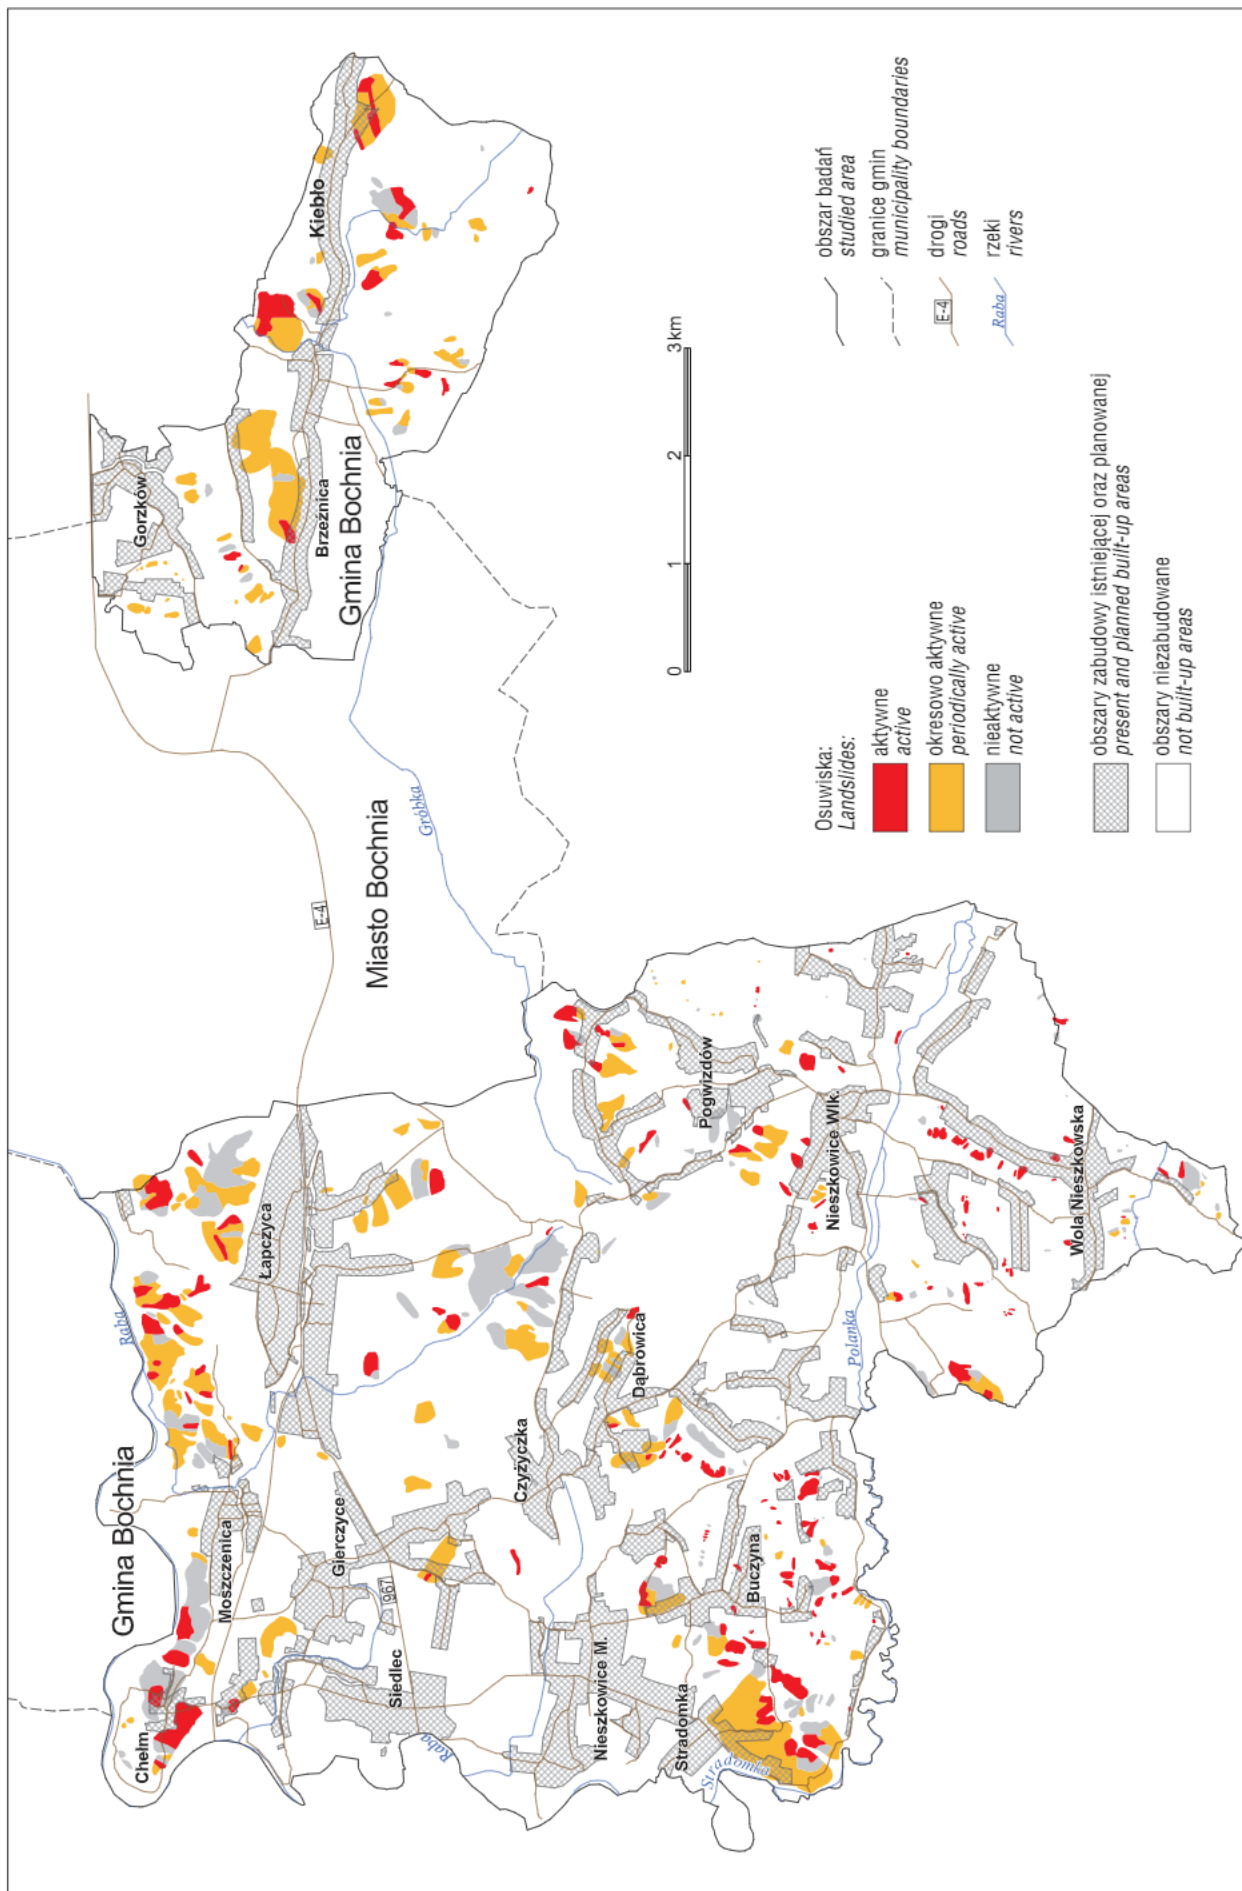 Gmina Bochnia
Chełm
Moszczenica
Raba
Łapczyca
Siedlec
967
Gierczyce
Raba
E-4
Miasto Bochnia
Gróbka
Gorzków
Brzeźnica
Gmina Bochnia
Kiebło
Nieszkowice M.
Czyżyczka
Stradomka
Stradomka
Dąbrowica
Buczyna
Pogwizdów
Nieszkowice Wlk.
Polanka
Wola Nieszkowska
0
1
2
3 km
Osuwiska:
Landslides:
aktywne
active
okresowo aktywne
periodically active
nieaktywne
not active
obszary zabudowy istniejącej oraz planowanej
present and planned built-up areas
obszary niezabudowane
not built-up areas
obszar badań
studied area
granice gmin
municipality boundaries
E-4
drogi
roads
Raba
rzeki
rivers